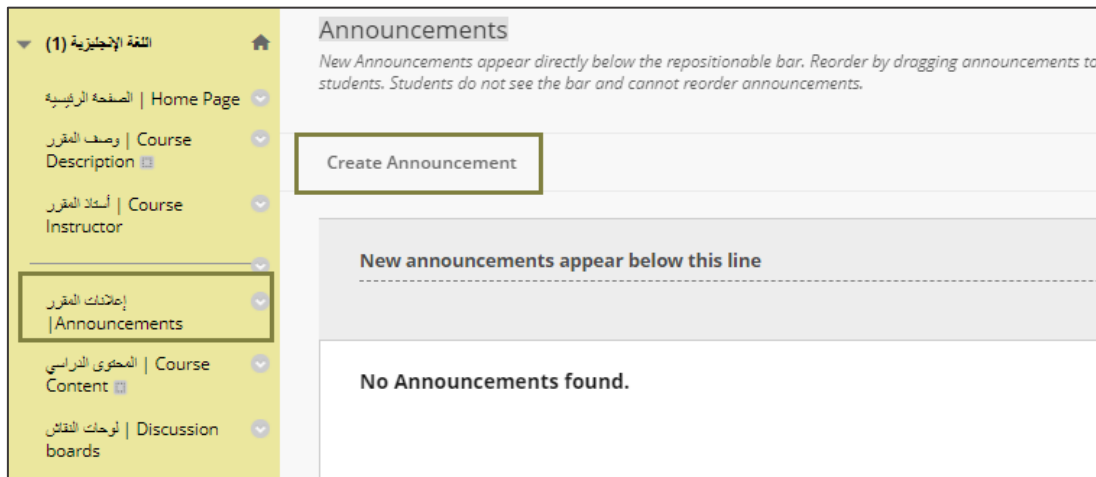 اللغة الإنجليزية (1)
الصفحة الرئيسية | Home Page
وصف المقرر | Course
Description
أستاذ المقرر | Course
Instructor
إعلانات المقرر
|Announcements
المحتوى الدراسي | Course
Content
لوحات النقاش | Discussion
boards
Announcements
New Announcements appear directly below the repositionable bar. Reorder by dragging announcements to
students. Students do not see the bar and cannot reorder announcements.
Create Announcement
New announcements appear below this line
No Announcements found.